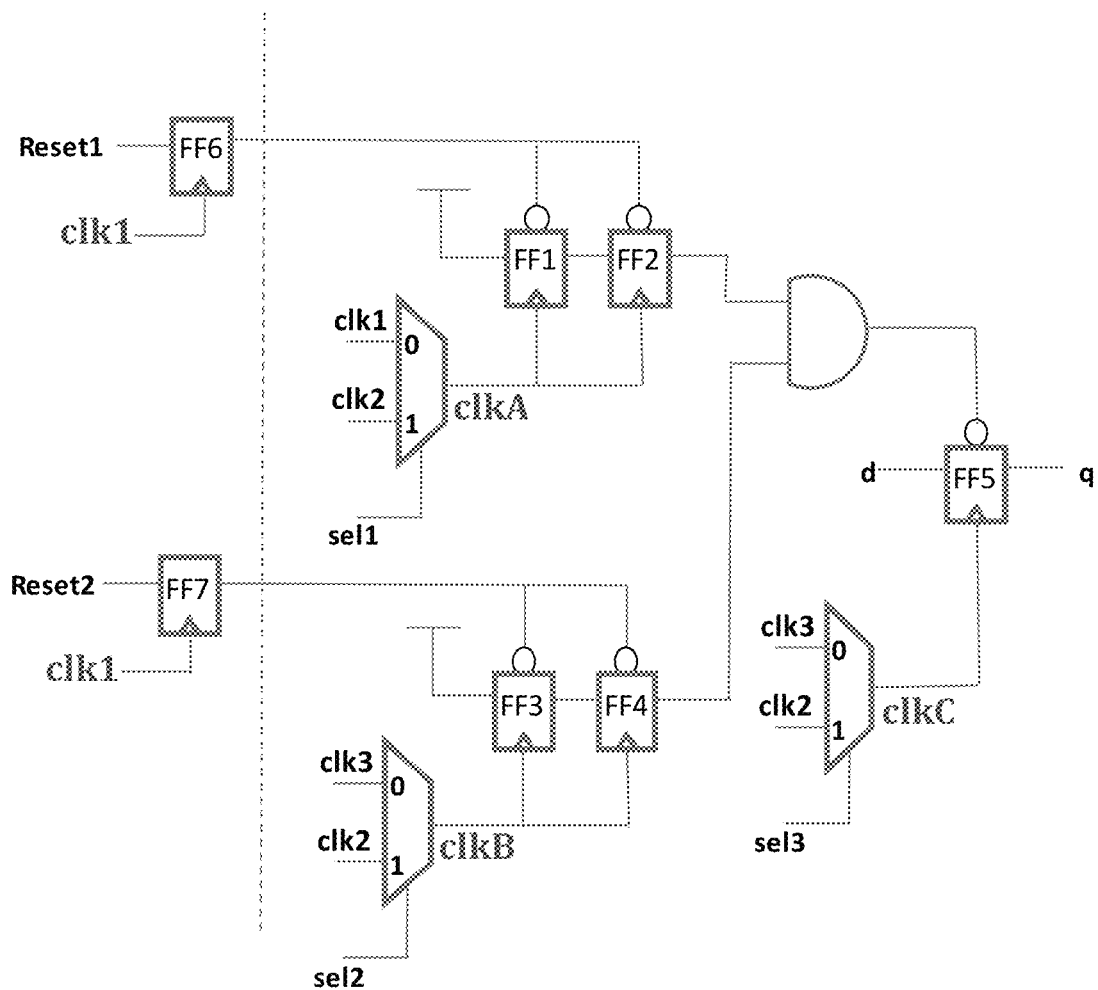 Reset1
FF6
clk1
FF1
FF2
clk1
0
clk2
1
clkA
sel1
d
FF5
q
Reset2
FF7
clk1
clk3
0
clk2
1
clkC
sel3
FF3
FF4
clk3
0
clk2
1
clkB
sel2